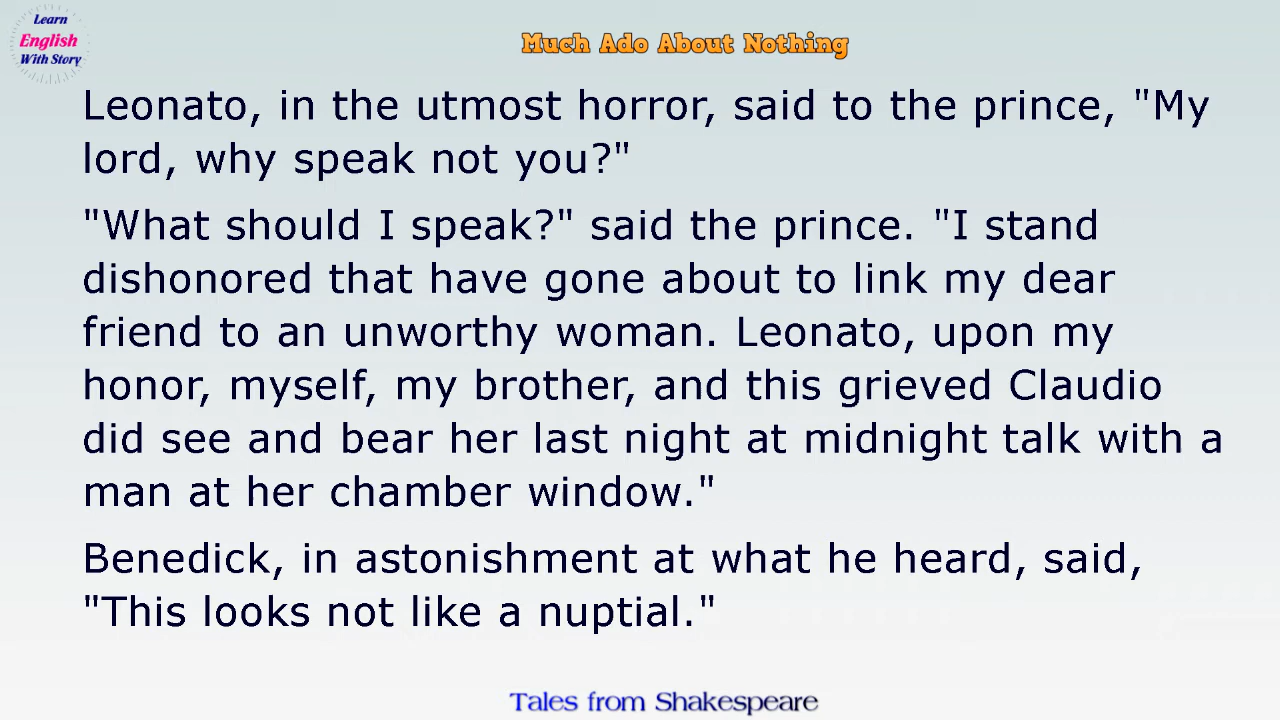 Learn
English
With Story
Much Ado About Nothing
Leonato, in the utmost horror, said to the prince, "My
lord, why speak not you?"
"What should I speak?" said the prince. "I stand
dishonored that have gone about to link my dear
friend to an unworthy woman. Leonato, upon my
honor, myself, my brother, and this grieved Claudio
did see and bear her last night at midnight talk with a
man at her chamber window."
Benedick, in astonishment at what he heard, said,
"This looks not like a nuptial."
Tales from Shakespeare